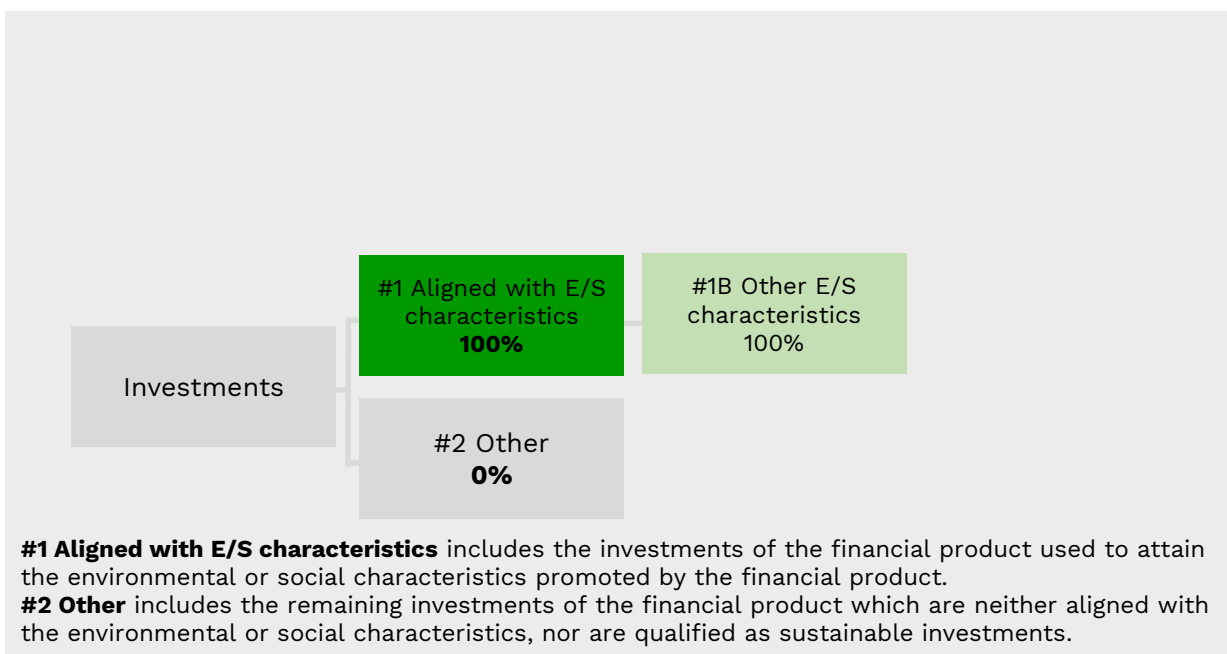 #1 Aligned with E/S
characteristics
100%
#1B Other E/S
characteristics
100%
Investments
#2 Other
0%
#1 Aligned with E/S characteristics includes the investments of the financial product used to attain
the environmental or social characteristics promoted by the financial product.
#2 Other includes the remaining investments of the financial product which are neither aligned with
the environmental or social characteristics, nor are qualified as sustainable investments.